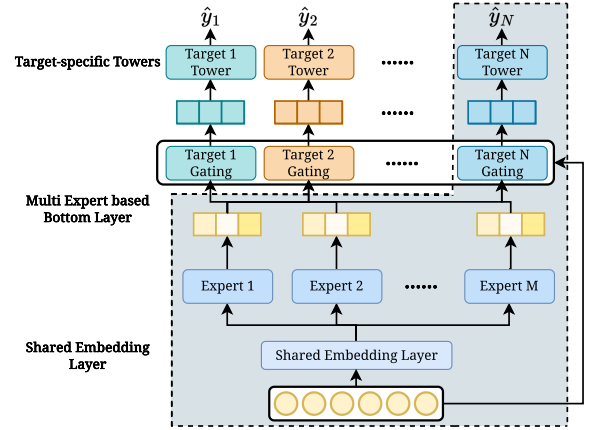 ŷ1 ŷ2 ŷN
Target-specific Towers
Target 1
Tower
Target 2
Tower
......
Target N
Tower
......
Target 1
Gating
Target 2
Gating
......
Target N
Gating
Multi Expert based
Bottom Layer
Expert 1
Expert 2
......
Expert M
Shared Embedding
Layer
Shared Embedding Layer